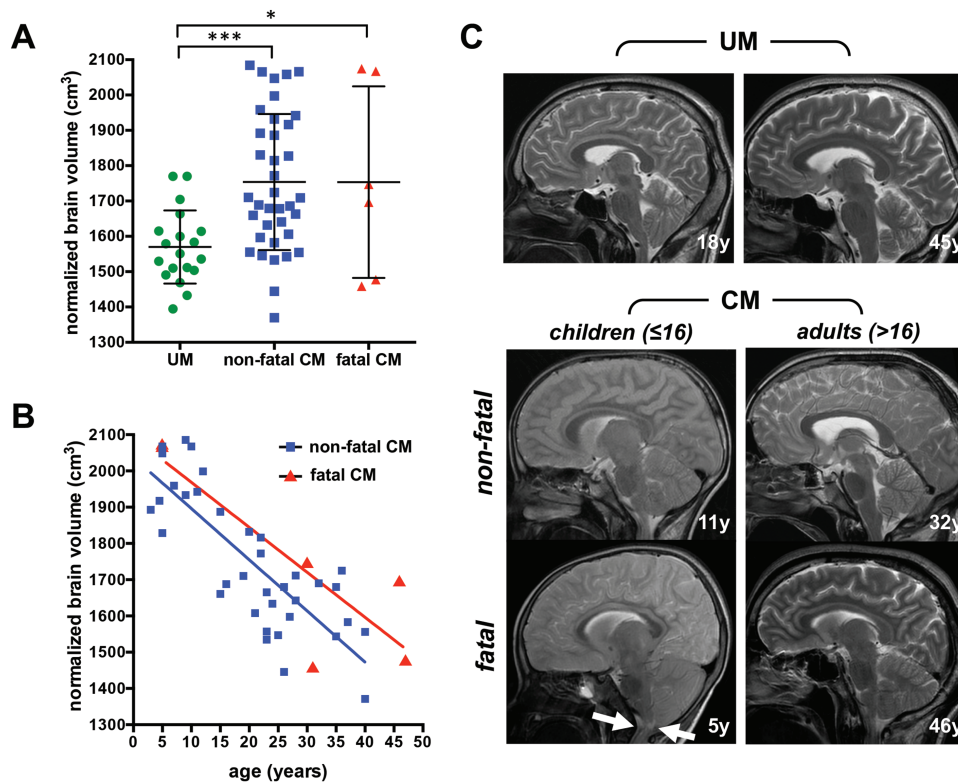 A
*
***
normalized brain volume (cm3)
2100
2000
1900
1800
1700
1600
1500
1400
1300
UM
non-fatal CM
fatal CM
B
normalized brain volume (cm3)
2100
2000
1900
1800
1700
1600
1500
1400
1300
non-fatal CM
fatal CM
0 5 10 15 20 25 30 35 40 45 50
age (years)
C
UM
18y
45y
CM
children (≤16)
adults (>16)
non-fatal
11y
32y
fatal
5y
46y